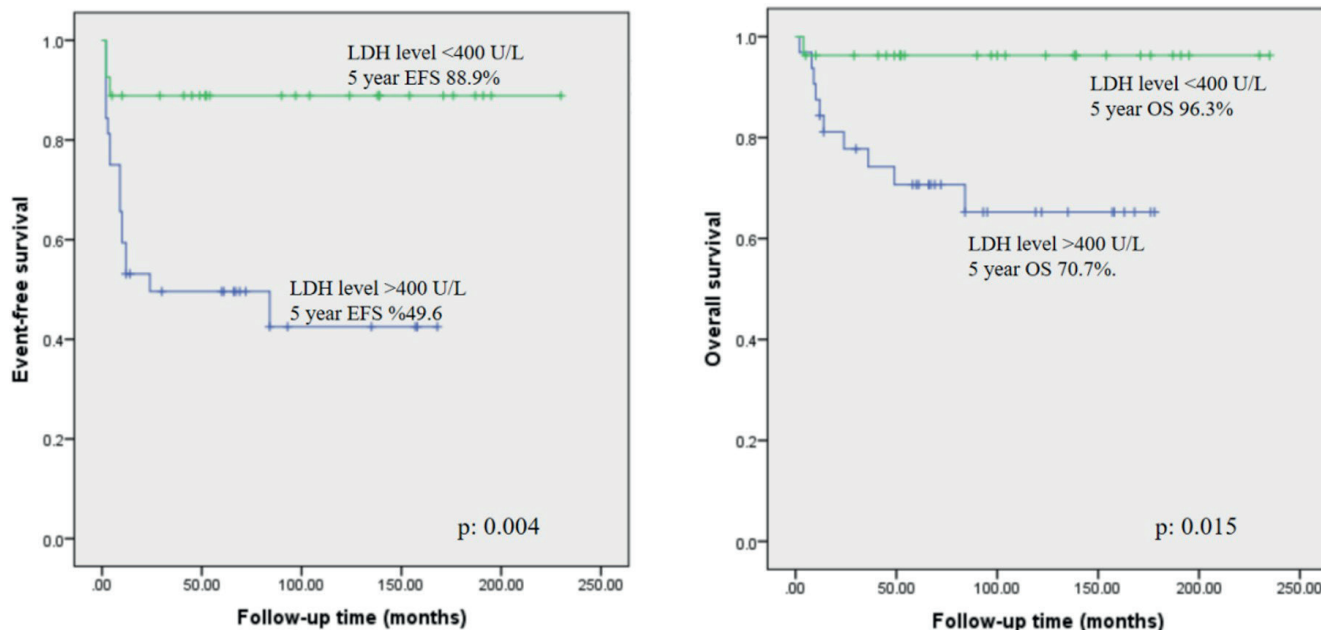 LDH level <400 U/L
5 year EFS 88.9%
LDH level >400 U/L
5 year EFS %49.6
p: 0.004
Event-free survival
1.0
0.8
0.6
0.4
0.2
0.0
.00 50.00 100.00 150.00 200.00 250.00
Follow-up time (months)
LDH level <400 U/L
5 year OS 96.3%
LDH level >400 U/L
5 year OS 70.7%.
p: 0.015
Overall survival
1.0
0.8
0.6
0.4
0.2
0.0
.00 50.00 100.00 150.00 200.00 250.00
Follow-up time (months)